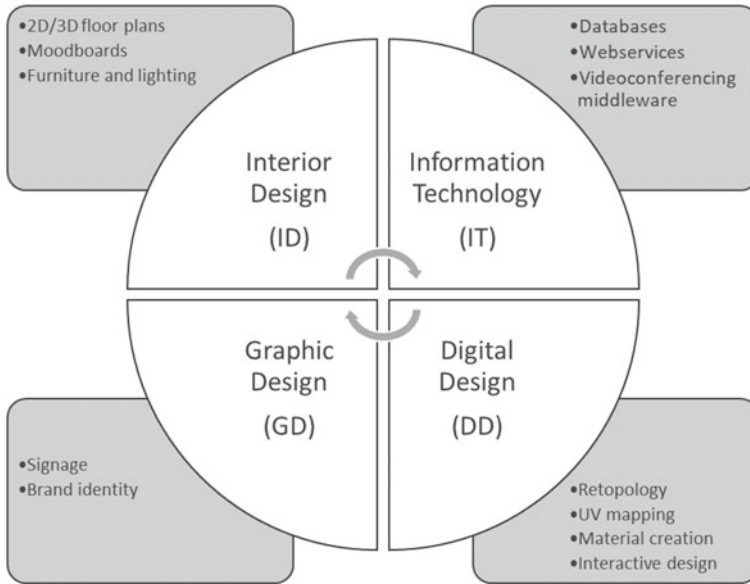 •2D/3D floor plans
•Moodboards
•Furniture and lighting
•Databases
•Webservices
•Videoconferencing
middleware
Interior
Design
(ID)
Information
Technology
(IT)
Graphic
Design
(GD)
Digital
Design
(DD)
•Signage
•Brand identity
•Retopology
•UV mapping
•Material creation
•Interactive design